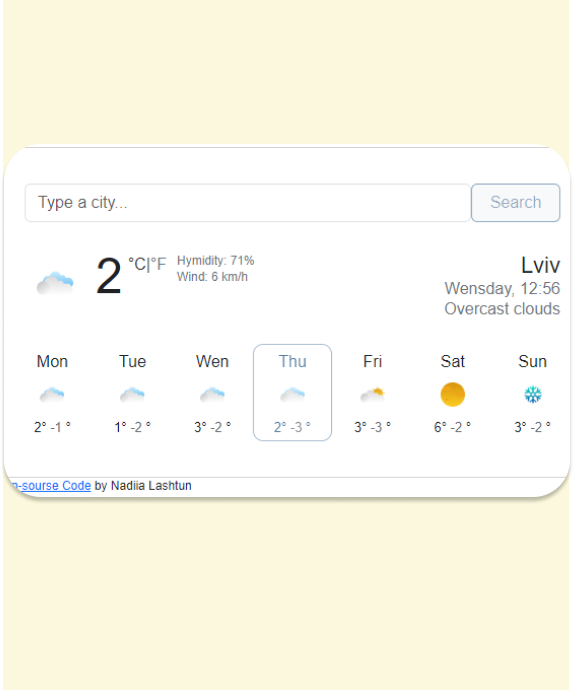 Type a city...
Search
2 °C|°F
Hymidity: 71%
Wind: 6 km/h
Lviv
Wensday, 12:56
Overcast clouds
Mon Tue Wen Thu Fri Sat Sun
2° -1 ° 1° -2 ° 3° -2 ° 2° -3 ° 3° -3 ° 6° -2 ° 3° -2 °
-sourse Code by Nadiia Lashtun